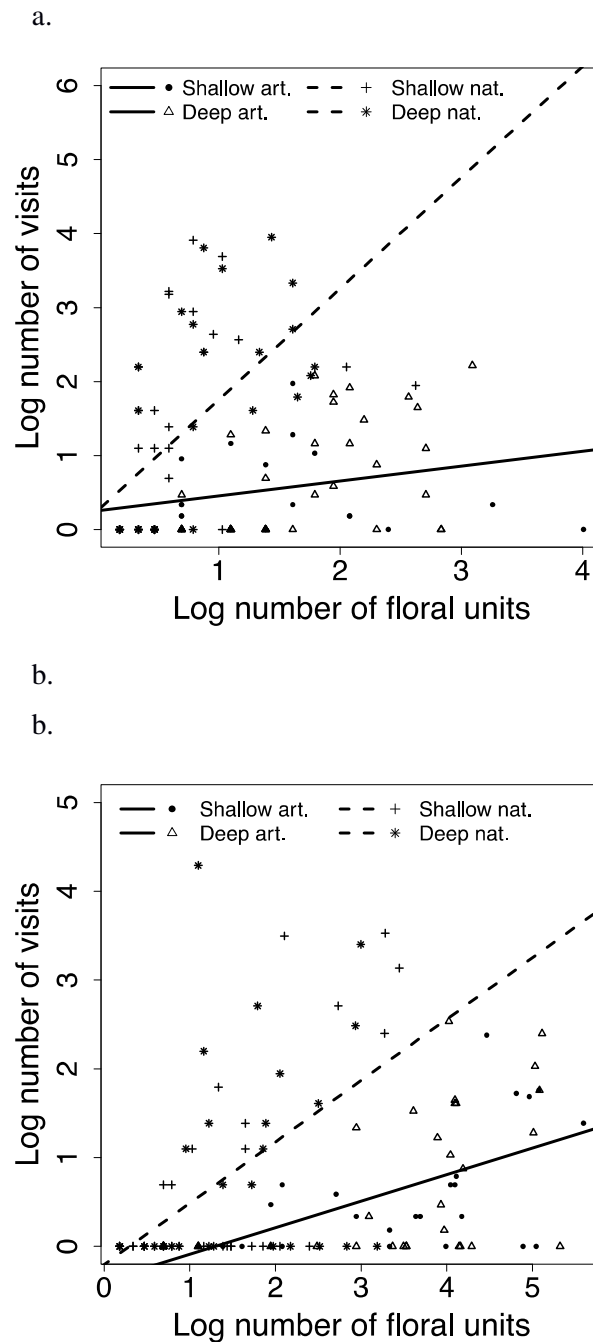 a.
Shallow art. Shallow nat.
Deep art. Deep nat.
6
5
4
3
2
1
0
Log number of visits
1 2 3 4
Log number of floral units
b.
b.
Shallow art. Shallow nat.
Deep art. Deep nat.
5
4
3
2
1
0
Log number of visits
0 1 2 3 4 5
Log number of floral units